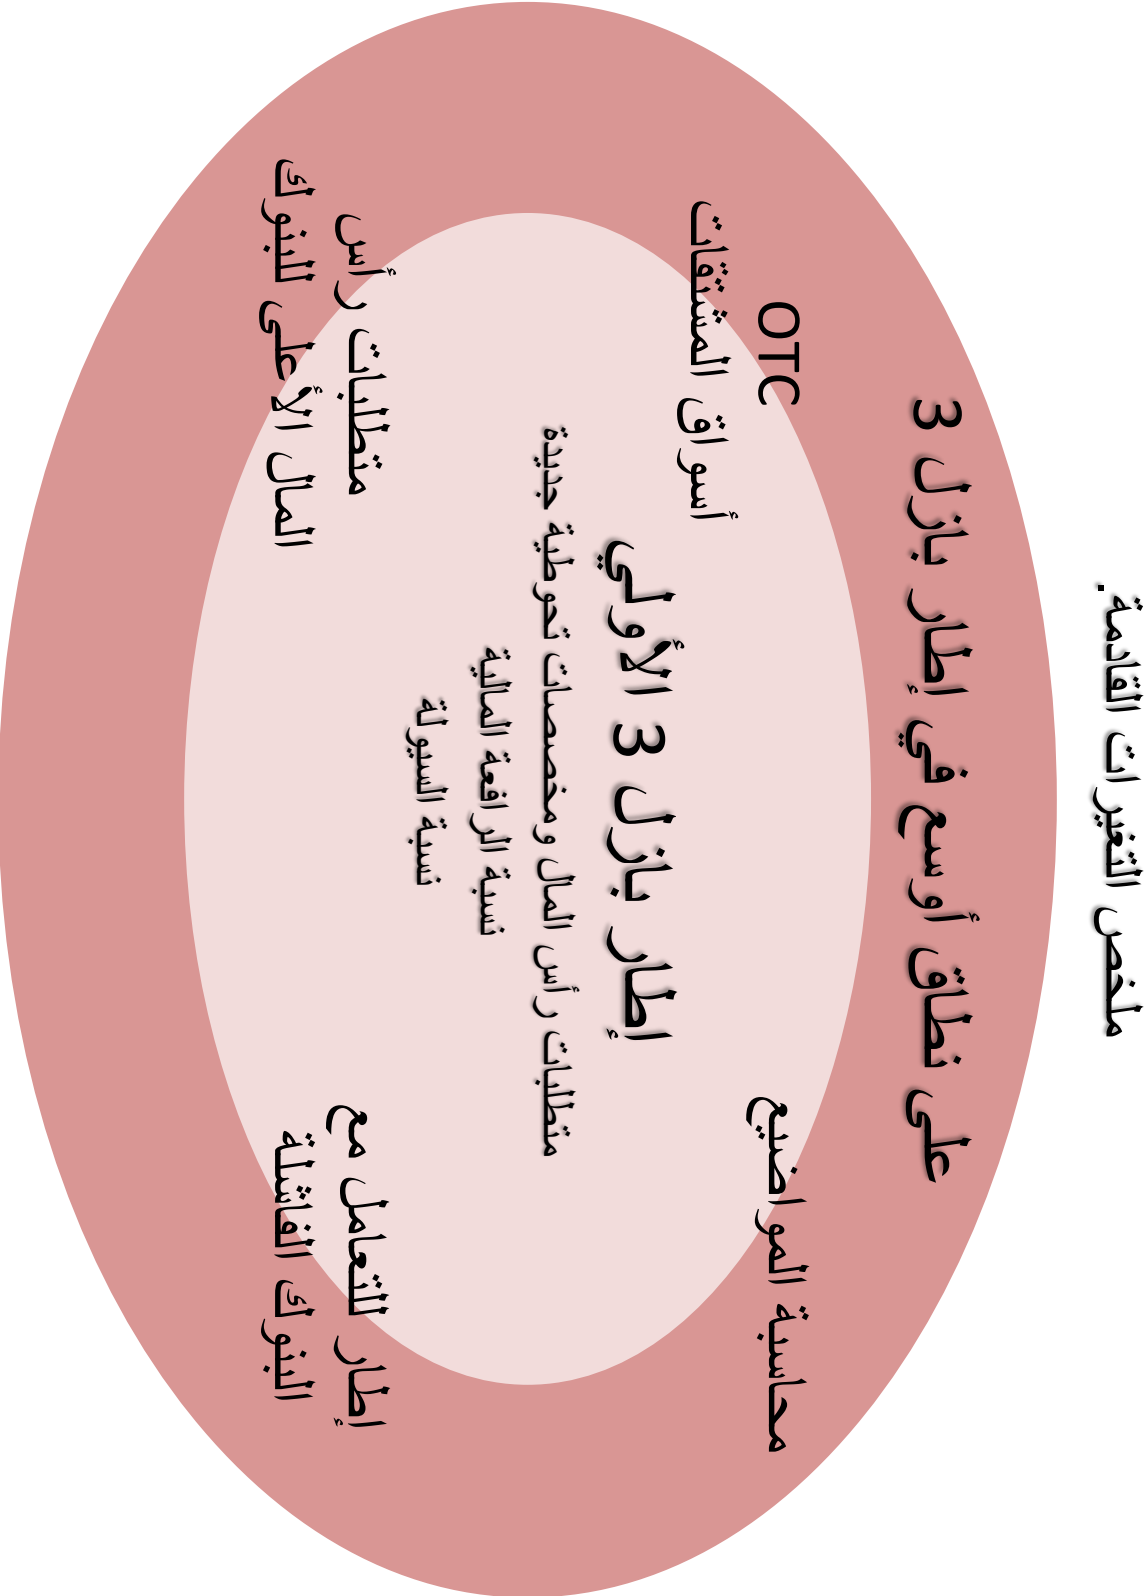 ملخص التغيرات القادمة.
على نطاق أوسع في إطار بازل 3
محاسبة المواضيع
OTC
أسواق المشتقات
إطار بازل 3 الأولي
متطلبات رأس المال ومخصصات تحوطية جديدة
نسبة الرافعة المالية
نسبة السيولة
إطار للتعامل مع
البنوك الفاشلة
متطلبات رأس
المال الأعلى للبنوك